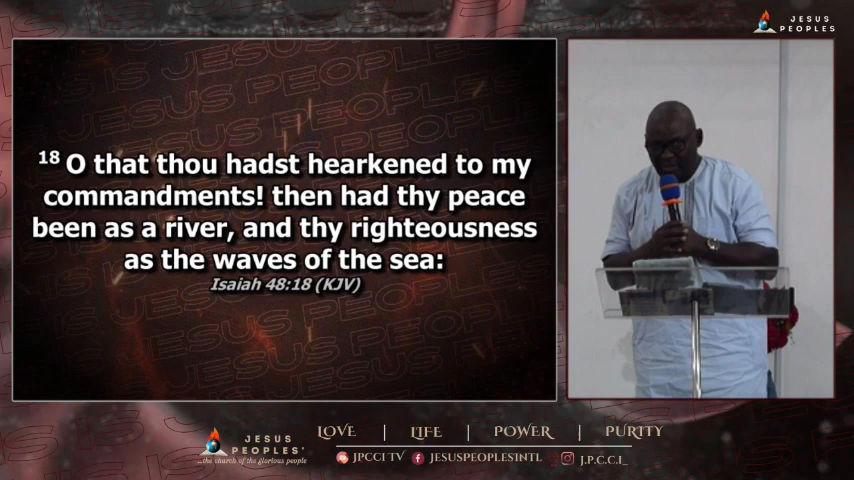 JESUS
PEOPLES
18 O that thou hadst hearkened to my
commandments! then had thy peace
been as a river, and thy righteousness
as the waves of the sea:
Isaiah 48:18 (KJV)
JESUS
PEOPLES'
...the church of the glorious people
LOVE | LIFE | POWER | PURITY
JPCCI TV JESUSPEOPLESINTL J.P.C.C.I_